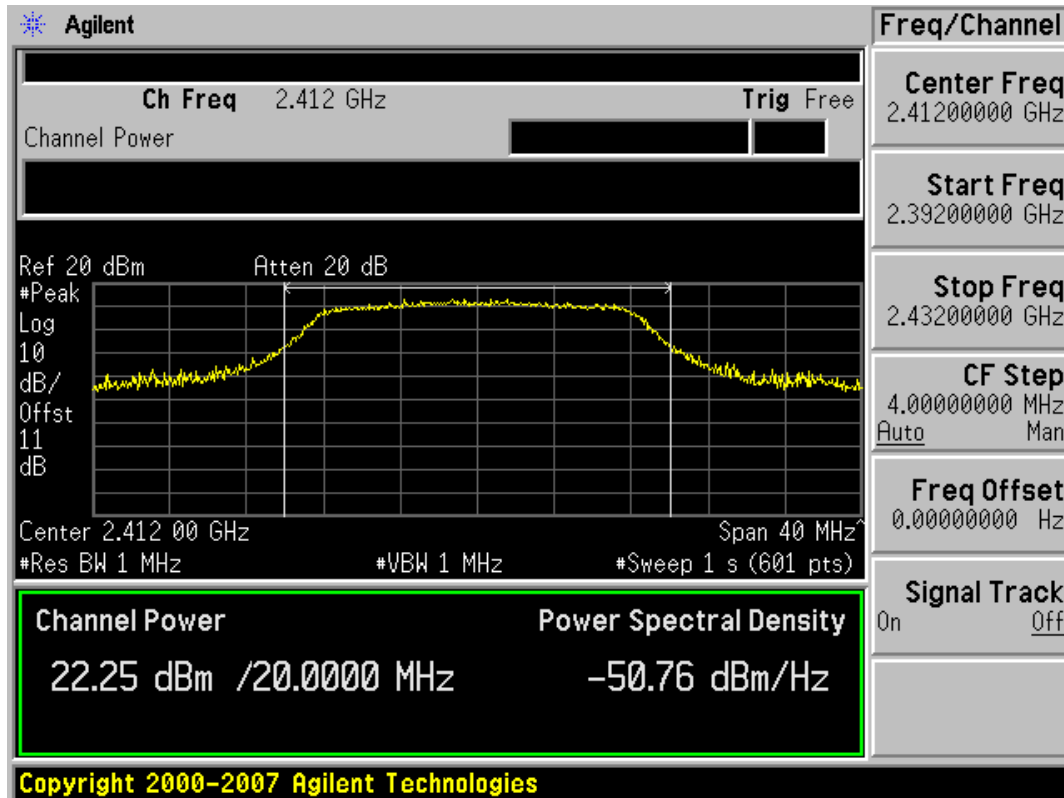 Agilent
Freq/Channel
Ch Freq 2.412 GHz Trig Free
Channel Power
Center Freq
2.41200000 GHz
Start Freq
2.39200000 GHz
Stop Freq
2.43200000 GHz
CF Step
4.00000000 MHz
Auto Man
Freq Offset
0.00000000 Hz
Signal Track
On Off
Ref 20 dBm Atten 20 dB
#Peak
Log
10
dB/
Offst
11
dB
Center 2.412 00 GHz Span 40 MHz^
#Res BW 1 MHz #VBW 1 MHz #Sweep 1 s (601 pts)
Channel Power Power Spectral Density
22.25 dBm /20.0000 MHz -50.76 dBm/Hz
Copyright 2000-2007 Agilent Technologies